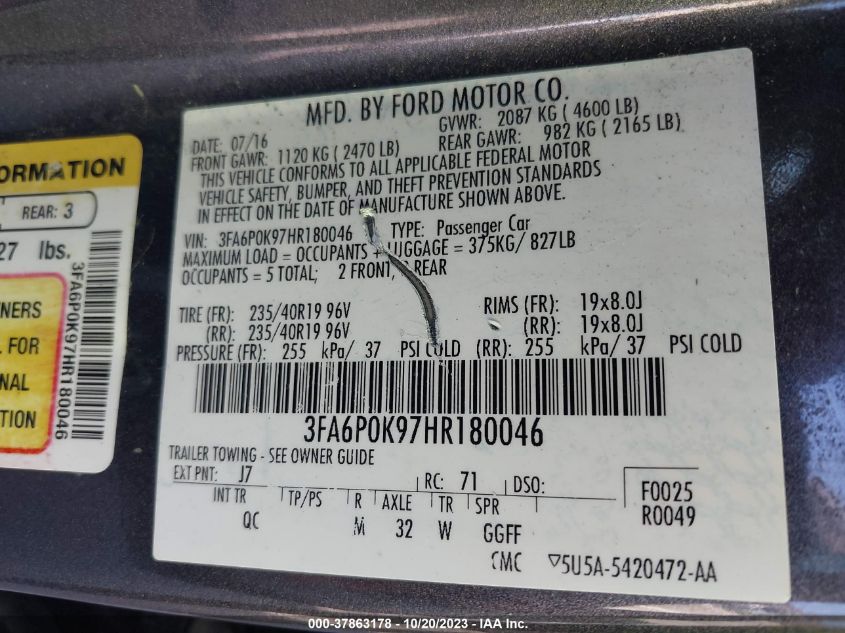 ORMATION
REAR: 3
27 lbs.
NERS
L FOR
NAL
TION
3FA6P0K97HR180046
MFD. BY FORD MOTOR CO.
DATE: 07/16 GVWR: 2087 KG ( 4600 LB)
FRONT GAWR: 1120 KG ( 2470 LB) REAR GAWR: 982 KG ( 2165 LB)
THIS VEHICLE CONFORMS TO ALL APPLICABLE FEDERAL MOTOR
VEHICLE SAFETY, BUMPER, AND THEFT PREVENTION STANDARDS
IN EFFECT ON THE DATE OF MANUFACTURE SHOWN ABOVE.
VIN: 3FA6P0K97HR180046 TYPE: Passenger Car
MAXIMUM LOAD = OCCUPANTS + LUGGAGE = 375KG/ 827LB
OCCUPANTS = 5 TOTAL; 2 FRONT, REAR
TIRE (FR): 235/40R19 96V RIMS (FR): 19x8.0J
(RR): 235/40R19 96V (RR): 19x8.0J
PRESSURE (FR): 255 kPa/ 37 PSI COLD (RR): 255 kPa/ 37 PSI COLD
3FA6P0K97HR180046
TRAILER TOWING - SEE OWNER GUIDE
EXT PNT: J7 RC: 71 DSO:
INT TR TP/PS R AXLE TR SPR F0025
QC M 32 W GGFF R0049
CMC ▽5U5A-5420472-AA
000-37863178 - 10/20/2023 - IAA Inc.